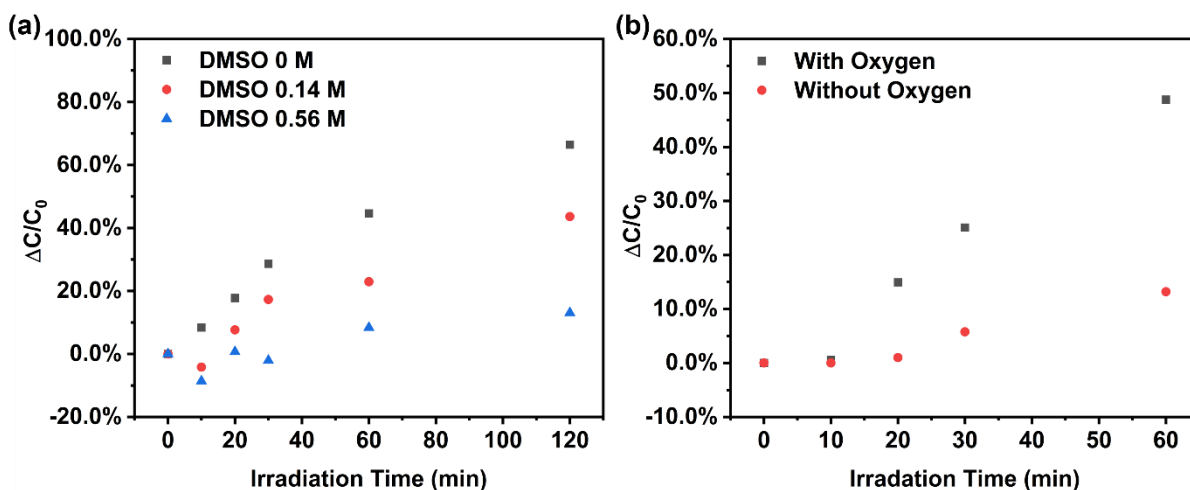 (a)
100.0%
80.0%
60.0%
40.0%
20.0%
0.0%
-20.0%
ΔC/C₀
DMSO 0 M
DMSO 0.14 M
DMSO 0.56 M
0 20 40 60 80 100 120
Irradiation Time (min)
(b)
60.0%
50.0%
40.0%
30.0%
20.0%
10.0%
0.0%
-10.0%
ΔC/C₀
With Oxygen
Without Oxygen
0 10 20 30 40 50 60
Irradation Time (min)